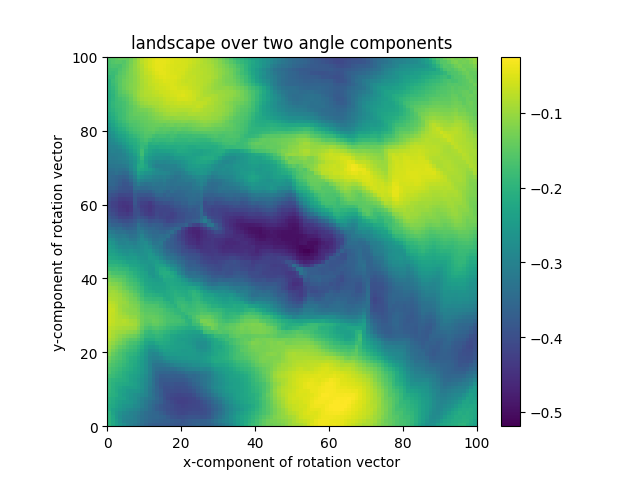 landscape over two angle components
100
80
60
40
20
0
0 20 40 60 80 100
y-component of rotation vector
x-component of rotation vector
−0.1
−0.2
−0.3
−0.4
−0.5